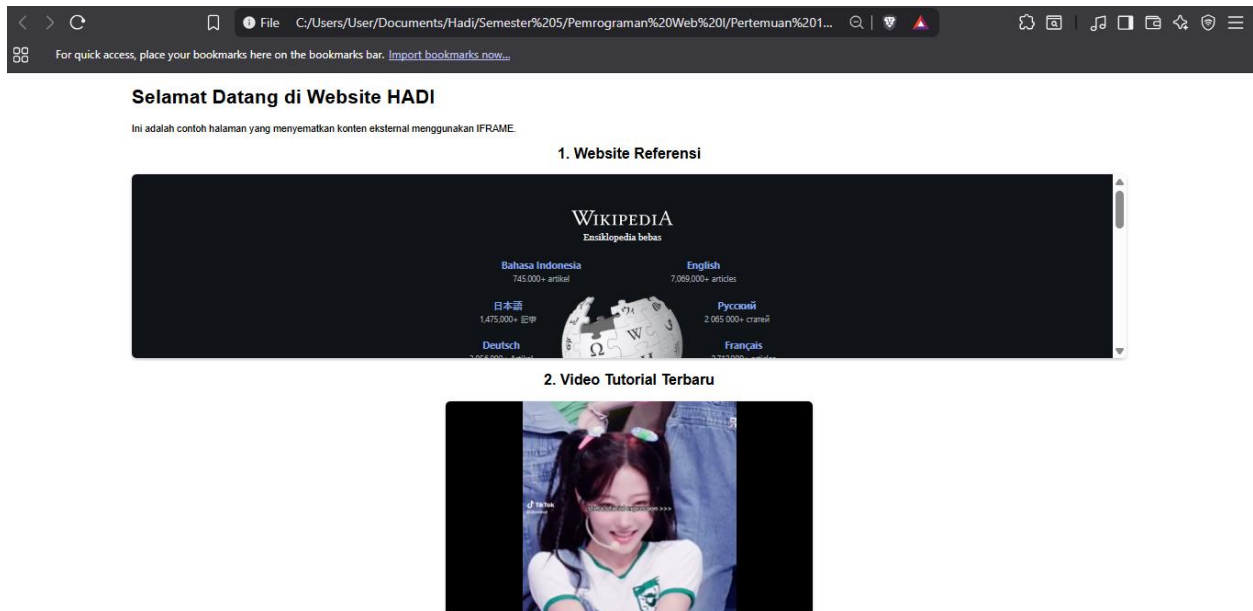 File C:/Users/User/Documents/Hadi/Semester%205/Pemrograman%20Web%20I/Pertemuan%201...
For quick access, place your bookmarks here on the bookmarks bar. Import bookmarks now...
Selamat Datang di Website HADI
Ini adalah contoh halaman yang menyematkan konten eksternal menggunakan IFRAME.
1. Website Referensi
WIKIPEDIA
Ensiklopedia bebas
Bahasa Indonesia English
745.000+ artikel 7,069,000+ articles
日本語 Русский
1,475,000+ 記事 2 065 000+ статей
Deutsch Français
2. Video Tutorial Terbaru
TikTok
expression >>>